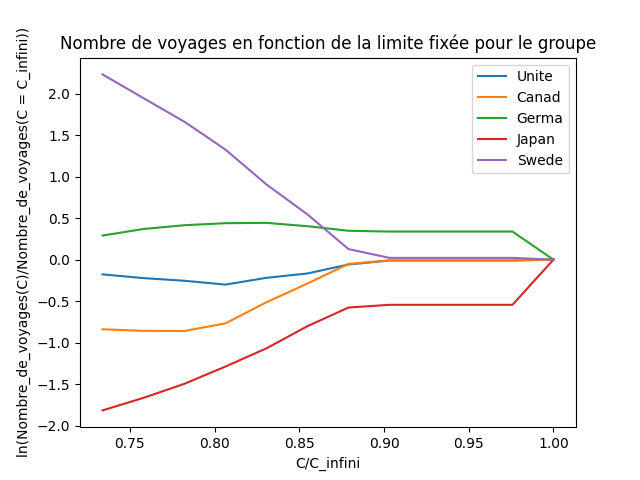 Nombre de voyages en fonction de la limite fixée pour le groupe
ln(Nombre_de_voyages(C)/Nombre_de_voyages(C = C_infini))
2.0
1.5
1.0
0.5
0.0
−0.5
−1.0
−1.5
−2.0
Unite
Canad
Germa
Japan
Swede
0.75 0.80 0.85 0.90 0.95 1.00
C/C_infini